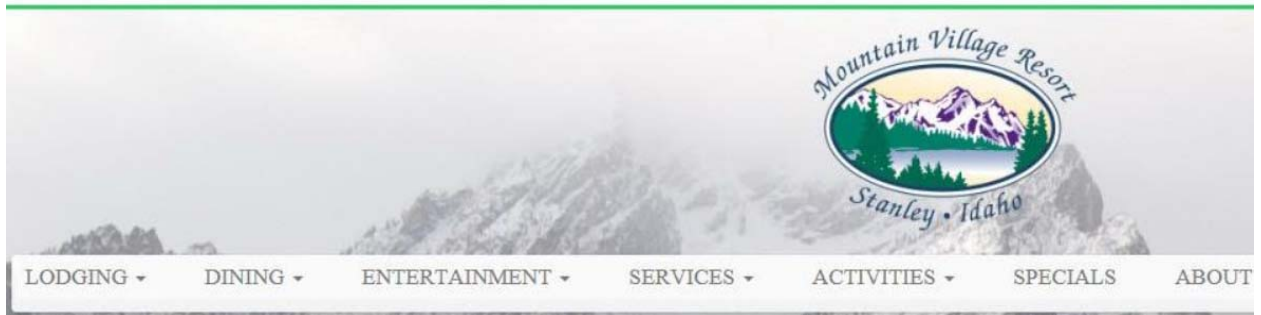 Mountain Village Resort
Stanley • Idaho
LODGING DINING ENTERTAINMENT SERVICES ACTIVITIES SPECIALS ABOUT